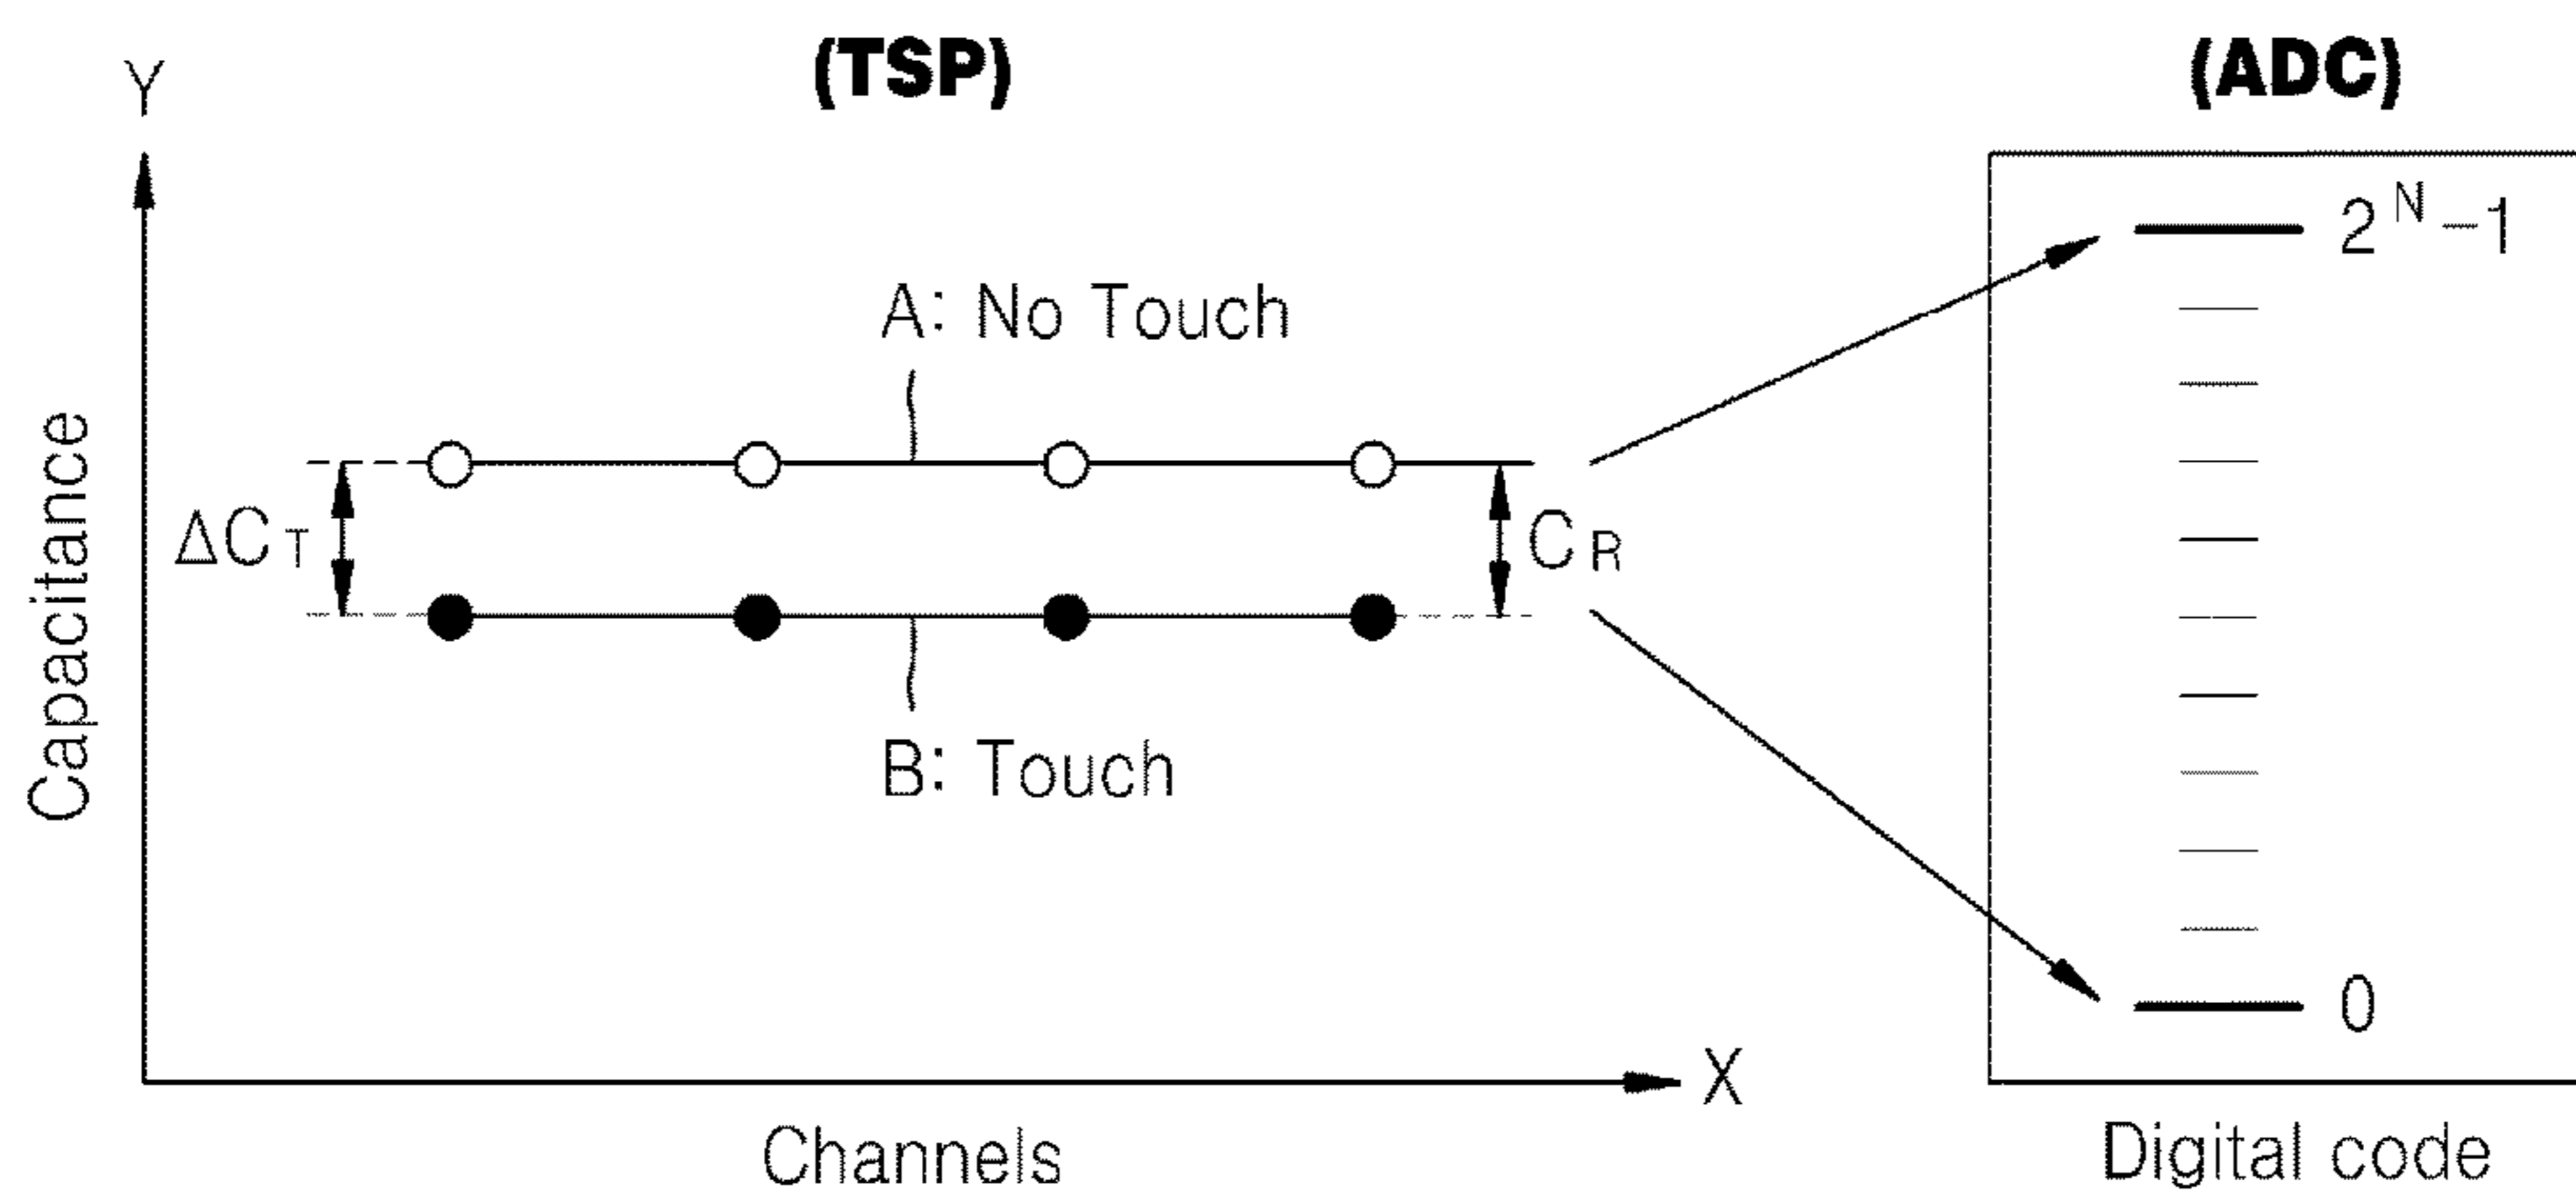 (TSP)
(ADC)
Y
2^N-1
A: No Touch
Capacitance
ΔC_T
C_R
B: Touch
0
X
Channels
Digital code